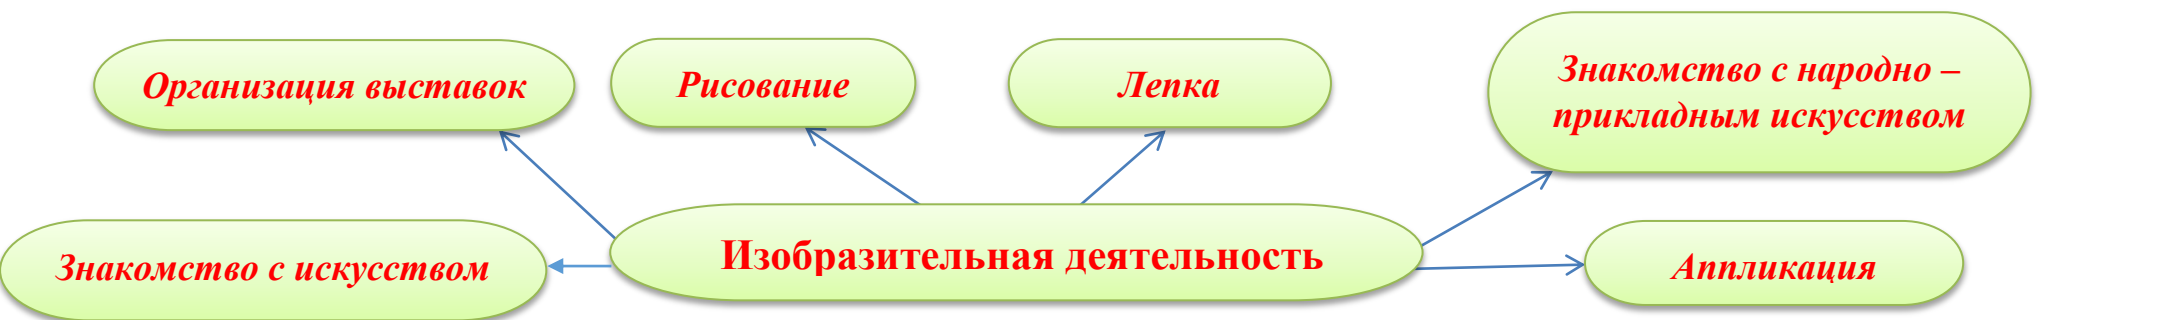 Организация выставок
Рисование
Лепка
Знакомство с народно –
прикладным искусством
Знакомство с искусством
Изобразительная деятельность
Аппликация